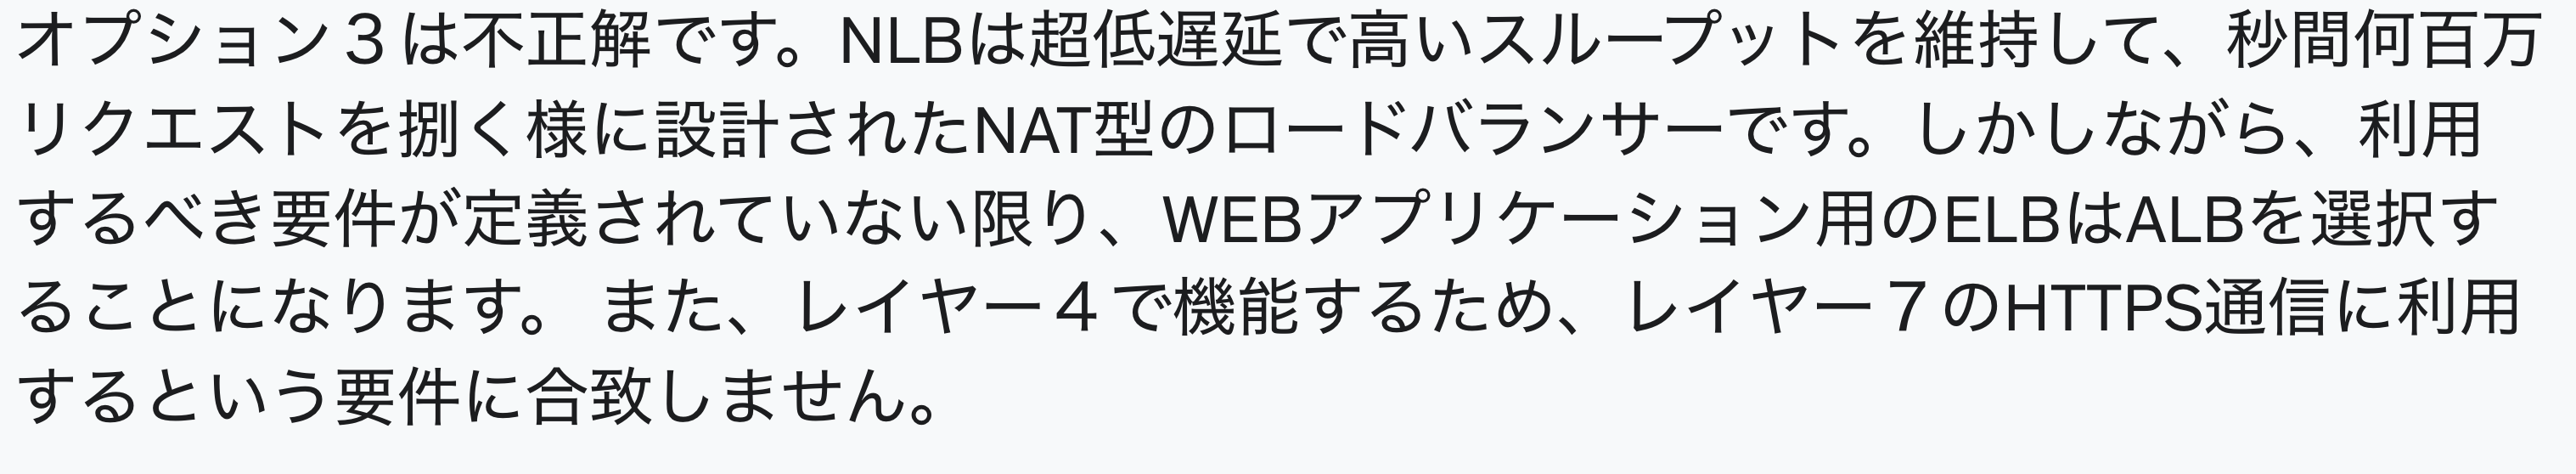 オプション３は不正解です。NLBは超低遅延で高いスループットを維持して、秒間何百万
リクエストを捌く様に設計されたNAT型のロードバランサーです。しかしながら、利用
するべき要件が定義されていない限り、WEBアプリケーション用のELBはALBを選択す
ることになります。 また、レイヤー４で機能するため、レイヤー７のHTTPS通信に利用
するという要件に合致しません。